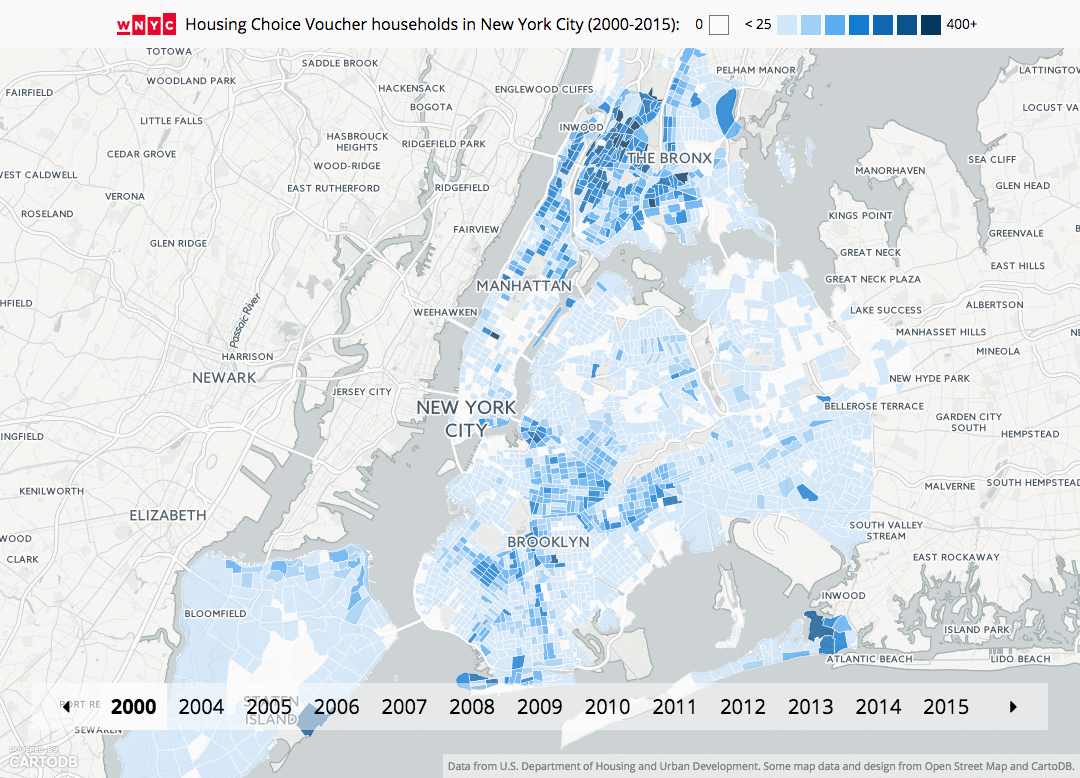 WNYC Housing Choice Voucher households in New York City (2000-2015): 0 < 25 400+
TOTOWA
SADDLE BROOK
PELHAM MANOR
LATTINGTOW
WOODLAND PARK
HACKENSACK
ENGLEWOOD CLIFFS
FAIRFIELD
BOGOTA
LOCUST VA
LITTLE FALLS
INWOOD
HASBROUCK
HEIGHTS
RIDGEFIELD PARK
CEDAR GROVE
THE BRONX
SEA CLIFF
WOOD-RIDGE
MANORHAVEN
WEST CALDWELL
EAST RUTHERFORD
RIDGEFIELD
GLEN HEAD
VERONA
ROSELAND
KINGS POINT
FAIRVIEW
GREENVALE
GLEN RIDGE
GREAT NECK
EAST HILLS
GREAT NECK PLAZA
MANHATTAN
HFIELD
Passaic River
WEEHAWKEN
LAKE SUCCESS
ALBERTSON
MANHASSET HILLS
HARRISON
MINEOLA
NEWARK
NEW HYDE PARK
JERSEY CITY
NEW YORK
CITY
BELLEROSE TERRACE
GARDEN CITY
SOUTH
INGFIELD
HEMPSTEAD
KENILWORTH
MALVERNE
SOUTH HEMPSTEAD
ELIZABETH
SOUTH VALLEY
STREAM
WOOD
BROOKLYN
CLARK
EAST ROCKAWAY
INWOOD
BLOOMFIELD
ISLAND PARK
ATLANTIC BEACH
LIDO BEACH
PORT RE
STATEN
ISLAND
2000 2004 2005 2006 2007 2008 2009 2010 2011 2012 2013 2014 2015
SEWAREN
POWERED BY
CARTODB
Data from U.S. Department of Housing and Urban Development. Some map data and design from Open Street Map and CartoDB.